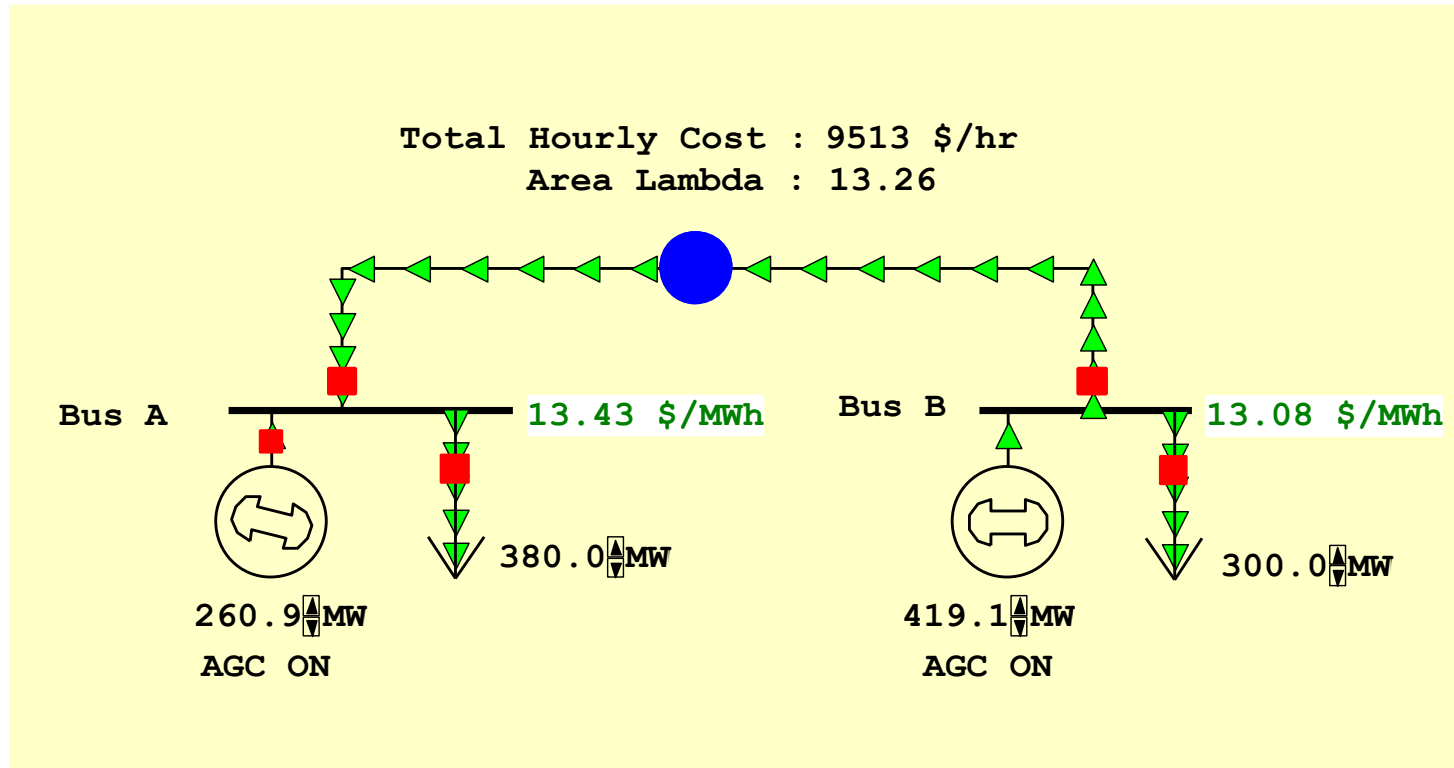 Total Hourly Cost : 9513 $/hr
Area Lambda : 13.26
Bus A
13.43 $/MWh
Bus B
13.08 $/MWh
380.0 MW
300.0 MW
260.9 MW
419.1 MW
AGC ON
AGC ON